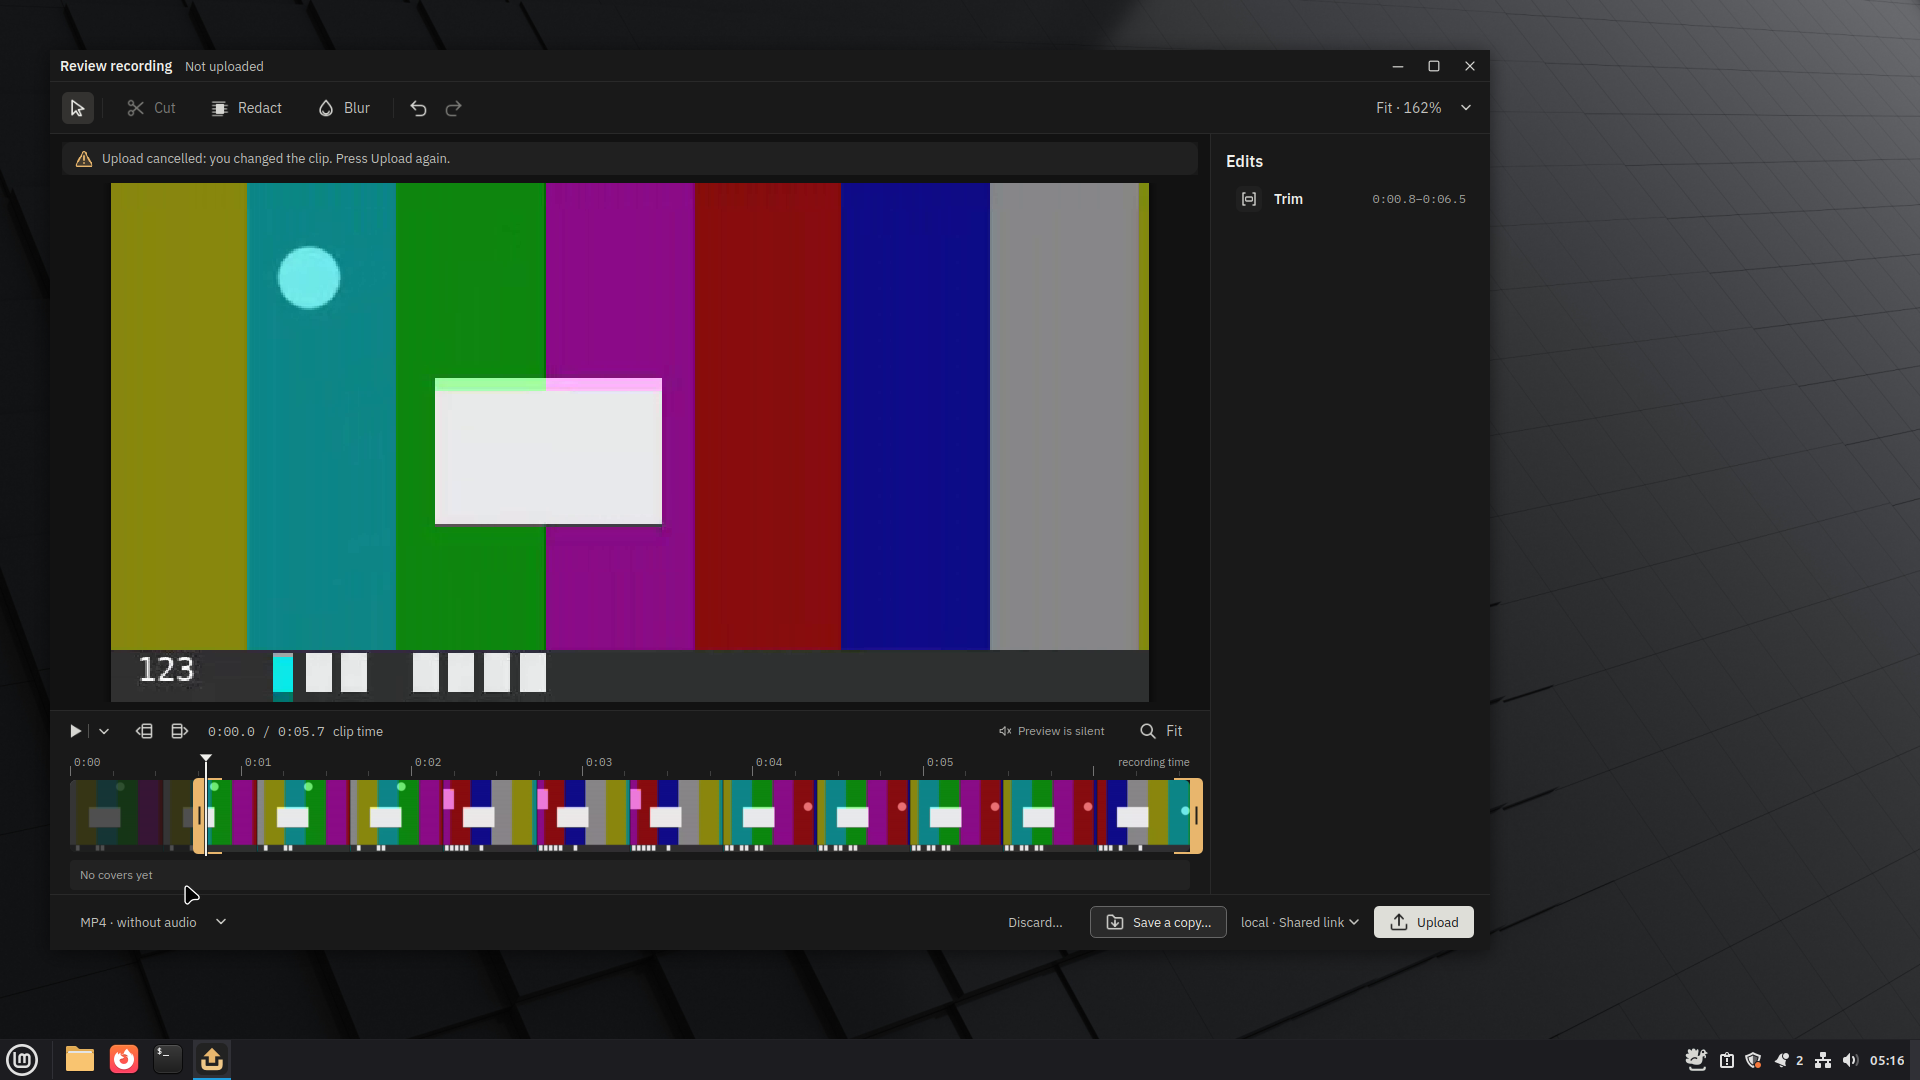 Review recording Not uploaded
Cut Redact Blur Fit · 162%
Upload cancelled: you changed the clip. Press Upload again.
Edits
Trim 0:00.8–0:06.5
123
0:00.0 / 0:05.7 clip time Preview is silent Fit
0:00 0:01 0:02 0:03 0:04 0:05 recording time
No covers yet
MP4 · without audio Discard... Save a copy... local · Shared link Upload
2 05:16